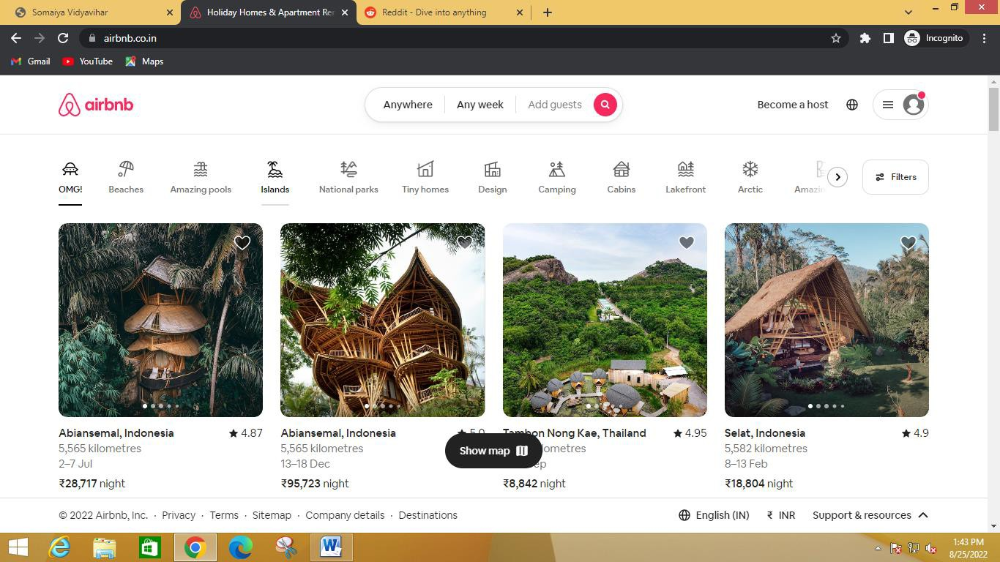 Somaiya Vidyavihar
Holiday Homes & Apartment Rer
Reddit - Dive into anything
airbnb.co.in
Incognito
Gmail YouTube Maps
airbnb
Anywhere Any week Add guests
Become a host
OMG! Beaches Amazing pools Islands National parks Tiny homes Design Camping Cabins Lakefront Arctic Amazin
Filters
Abiansemal, Indonesia 4.87
5,565 kilometres
2–7 Jul
₹28,717 night
Abiansemal, Indonesia 5.0
5,565 kilometres
13–18 Dec
₹95,723 night
Tambon Nong Kae, Thailand 4.95
₹8,842 night
Selat, Indonesia 4.9
5,582 kilometres
8–13 Feb
₹18,804 night
Show map
© 2022 Airbnb, Inc. · Privacy · Terms · Sitemap · Company details · Destinations
English (IN) ₹ INR Support & resources
1:43 PM
8/25/2022